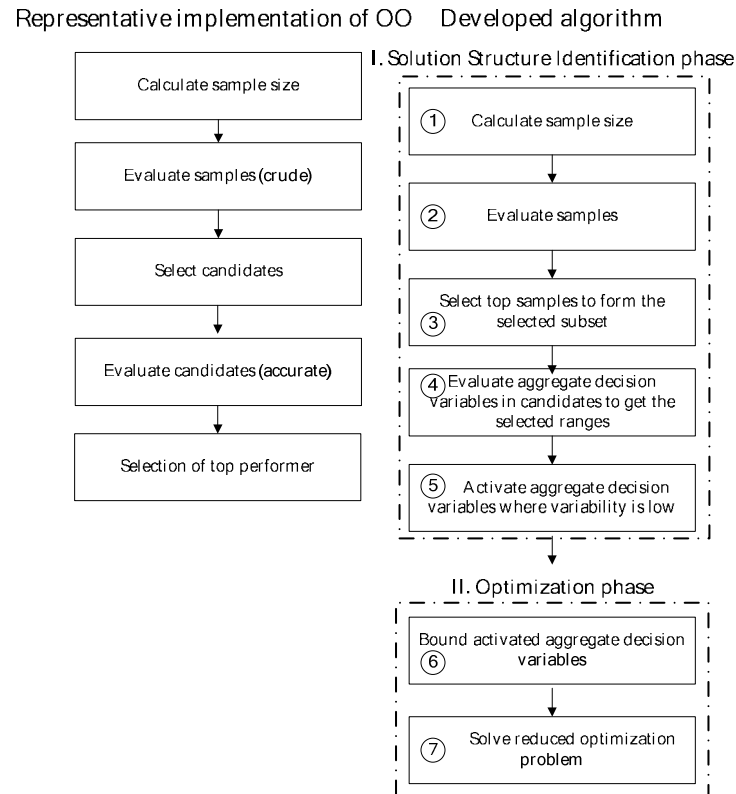 Representative implementation of OO
Calculate sample size
Evaluate samples (crude)
Select candidates
Evaluate candidates (accurate)
Selection of top performer
Developed algorithm
I. Solution Structure Identification phase
1 Calculate sample size
2 Evaluate samples
Select top samples to form the
3 selected subset
4 Evaluate aggregate decision
variables in candidates to get the
selected ranges
5 Activate aggregate decision
variables where variability is low
II. Optimization phase
Bound activated aggregate decision
6 variables
7 Solve reduced optimization
problem